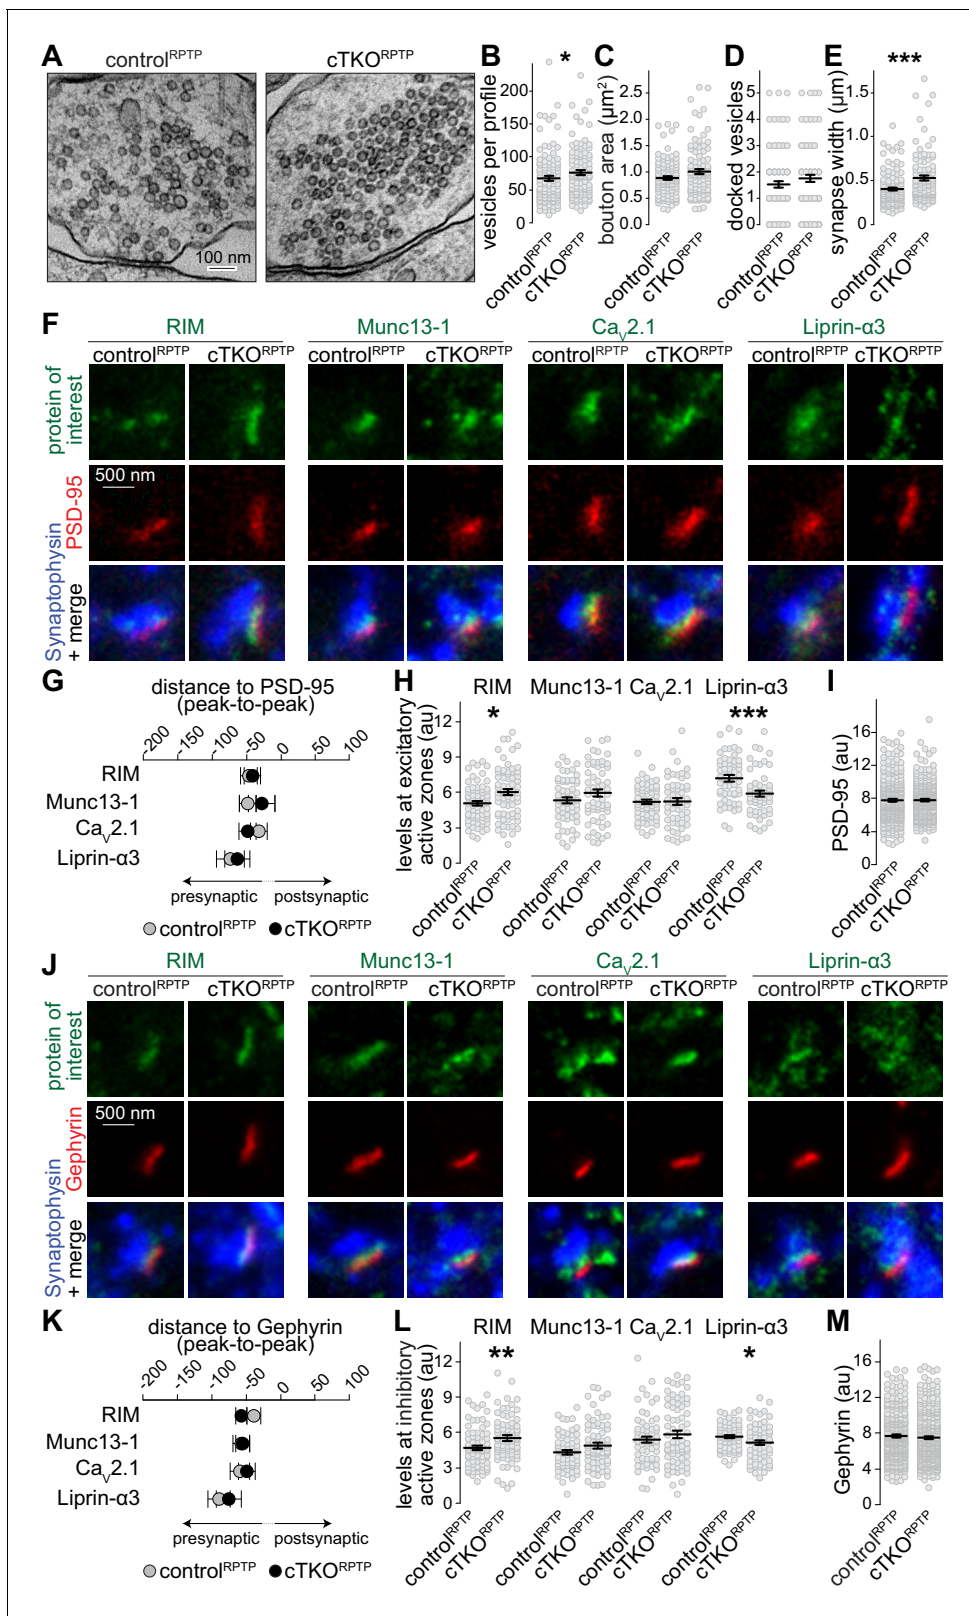 A
control^RPTP
cTKO^RPTP
100 nm
B
*
vesicles per profile
200
150
100
50
0
control^RPTP
cTKO^RPTP
C
bouton area (µm²)
2.5
2.0
1.5
1.0
0.5
0.0
control^RPTP
cTKO^RPTP
D
docked vesicles
5
4
3
2
1
0
control^RPTP
cTKO^RPTP
E
***
synapse width (µm)
1.5
1.0
0.5
0
control^RPTP
cTKO^RPTP
F
RIM
Munc13-1
CaV2.1
Liprin-α3
control^RPTP cTKO^RPTP
control^RPTP cTKO^RPTP
control^RPTP cTKO^RPTP
control^RPTP cTKO^RPTP
protein of
interest
PSD-95
500 nm
Synaptophysin
+ merge
G
distance to PSD-95
(peak-to-peak)
-200 -150 -100 -50 0 100
RIM
Munc13-1
CaV2.1
Liprin-α3
presynaptic
postsynaptic
control^RPTP
cTKO^RPTP
H
RIM
Munc13-1
CaV2.1
Liprin-α3
*
***
levels at excitatory
active zones (au)
12
9
6
3
0
control^RPTP
cTKO^RPTP
control^RPTP
cTKO^RPTP
control^RPTP
cTKO^RPTP
control^RPTP
cTKO^RPTP
I
PSD-95 (au)
16
12
8
4
0
control^RPTP
cTKO^RPTP
J
RIM
Munc13-1
CaV2.1
Liprin-α3
control^RPTP cTKO^RPTP
control^RPTP cTKO^RPTP
control^RPTP cTKO^RPTP
control^RPTP cTKO^RPTP
protein of
interest
Gephyrin
500 nm
Synaptophysin
+ merge
K
distance to Gephyrin
(peak-to-peak)
-200 -150 -100 -50 0 100
RIM
Munc13-1
CaV2.1
Liprin-α3
presynaptic
postsynaptic
control^RPTP
cTKO^RPTP
L
RIM
Munc13-1
CaV2.1
Liprin-α3
**
*
levels at inhibitory
active zones (au)
12
9
6
3
0
control^RPTP
cTKO^RPTP
control^RPTP
cTKO^RPTP
control^RPTP
cTKO^RPTP
control^RPTP
cTKO^RPTP
M
Gephyrin (au)
16
12
8
4
0
control^RPTP
cTKO^RPTP